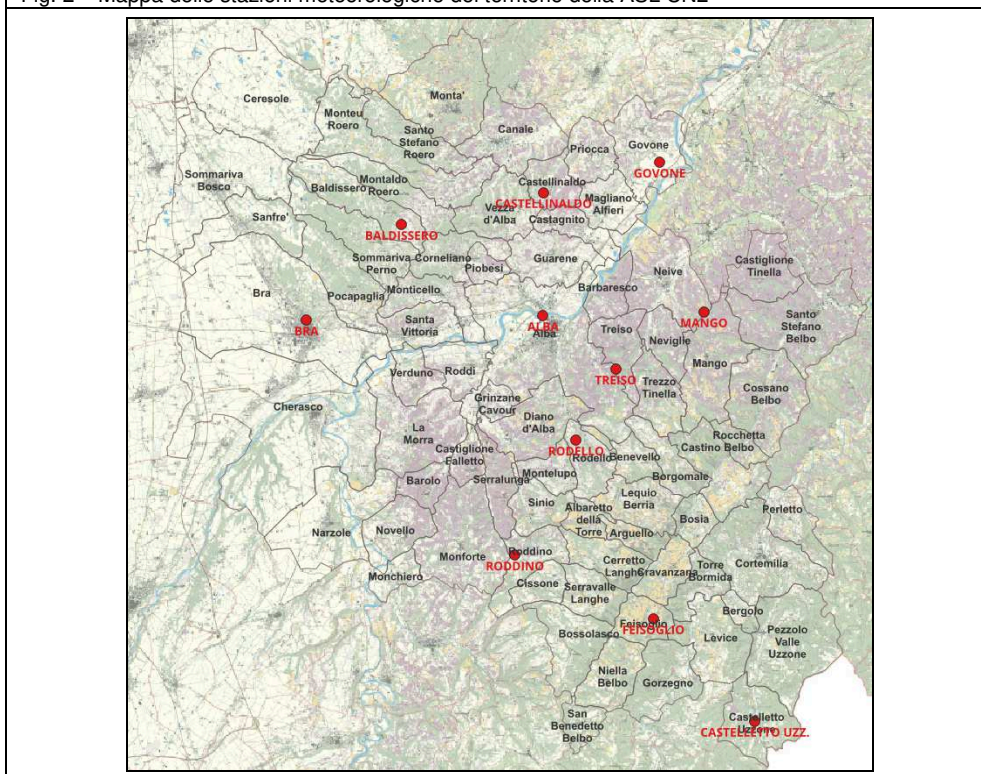 Fig. 2 – Mappa delle stazioni meteorologiche del territorio della ASL CN2
Ceresole
Monta'
Monteu
Roero
Santo
Stefano
Roero
Canale
Priocca
Govone
GOVONE
Sommariva
Bosco
Baldissero
Montaldo
Roero
Castellinaldo
CASTELLINALDO
Magliano
Alfieri
Vezza
d'Alba
Castagnito
Sanfre'
BALDISSERO
Sommariva
Perno
Corneliano
Piobesi
Guarene
Neive
Castiglione
Tinella
Bra
Pocapaglia
Monticello
Barbaresco
BRA
Santa
Vittoria
ALBA
Alba
Treiso
MANGO
Neviglie
Santo
Stefano
Belbo
Verduno
Roddi
TREISO
Trezzo
Tinella
Mango
Cossano
Belbo
Cherasco
Grinzane
Cavour
Diano
d'Alba
La
Morra
Castiglione
Falletto
RODELLO
Rodello
Benevello
Rocchetta
Castino Belbo
Barolo
Serralunga
Montelupo
Borgomale
Sinio
Albaretto
della
Torre
Lequio
Berria
Arguello
Bosia
Perletto
Narzole
Novello
Monforte
Roddino
RODDINO
Monchiero
Cissone
Serravalle
Langhe
Cerretto
Langhe
Gravanzana
Torre
Bormida
Cortemilia
Bossolasco
Feisoglio
FEISOGLIO
Bergolo
Levice
Pezzolo
Valle
Uzzone
Niella
Belbo
Gorzegno
San
Benedetto
Belbo
Castelletto
Uzzone
CASTELLETTO UZZ.